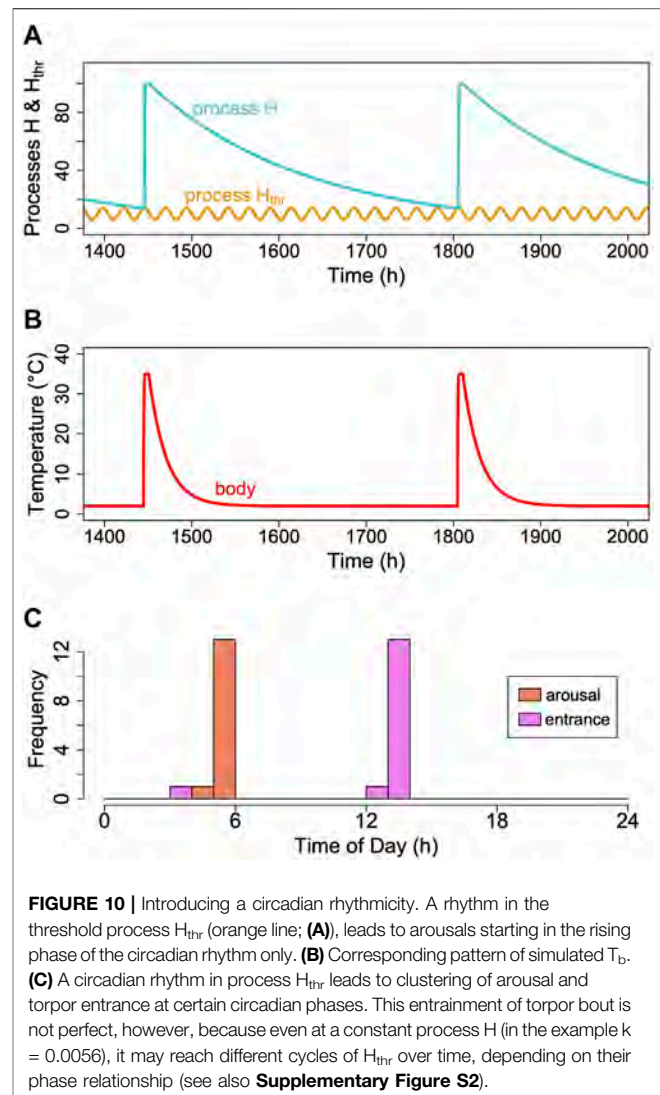 A
Processes H & Hthr
80
40
0
process H
process Hthr
1400 1500 1600 1700 1800 1900 2000
Time (h)
B
Temperature (°C)
40
30
20
10
0
body
1400 1500 1600 1700 1800 1900 2000
Time (h)
C
Frequency
12
8
4
0
arousal
entrance
0 6 12 18 24
Time of Day (h)
FIGURE 10 | Introducing a circadian rhythmicity. A rhythm in the
threshold process Hthr (orange line; (A)), leads to arousals starting in the rising
phase of the circadian rhythm only. (B) Corresponding pattern of simulated Tb.
(C) A circadian rhythm in process Hthr leads to clustering of arousal and
torpor entrance at certain circadian phases. This entrainment of torpor bout is
not perfect, however, because even at a constant process H (in the example k
= 0.0056), it may reach different cycles of Hthr over time, depending on their
phase relationship (see also Supplementary Figure S2).